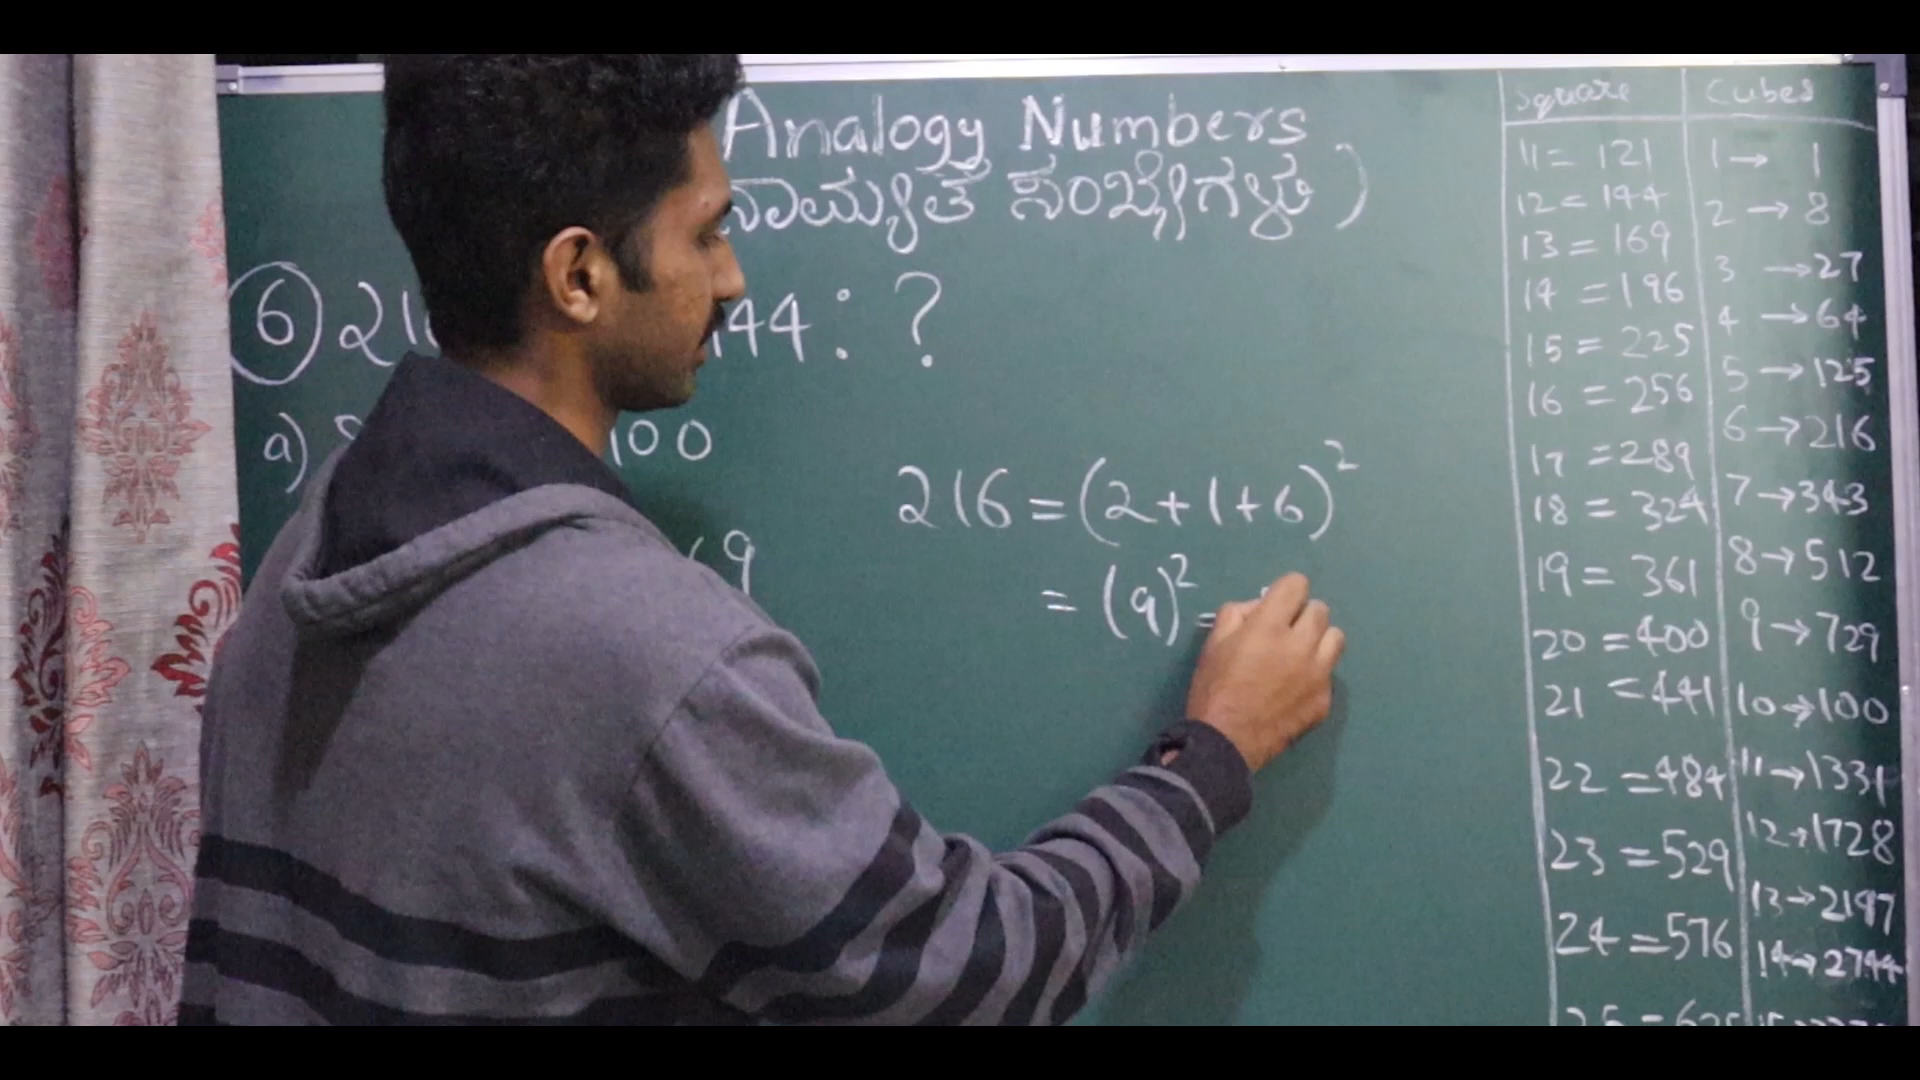 Analogy Numbers
ಸಾಮ್ಯತೆ ಸಂಖ್ಯೆಗಳು)
6 144 : ?
a) 100
9
216 = (2+1+6)²
= (9)² =
Square
11 = 121
12 = 144
13 = 169
14 = 196
15 = 225
16 = 256
17 = 289
18 = 324
19 = 361
20 = 400
21 = 441
22 = 484
23 = 529
24 = 576
Cubes
1 → 1
2 → 8
3 → 27
4 → 64
5 → 125
6 → 216
7 → 343
8 → 512
9 → 729
10 → 100
11 → 1331
12 → 1728
13 → 2197
14 → 2744